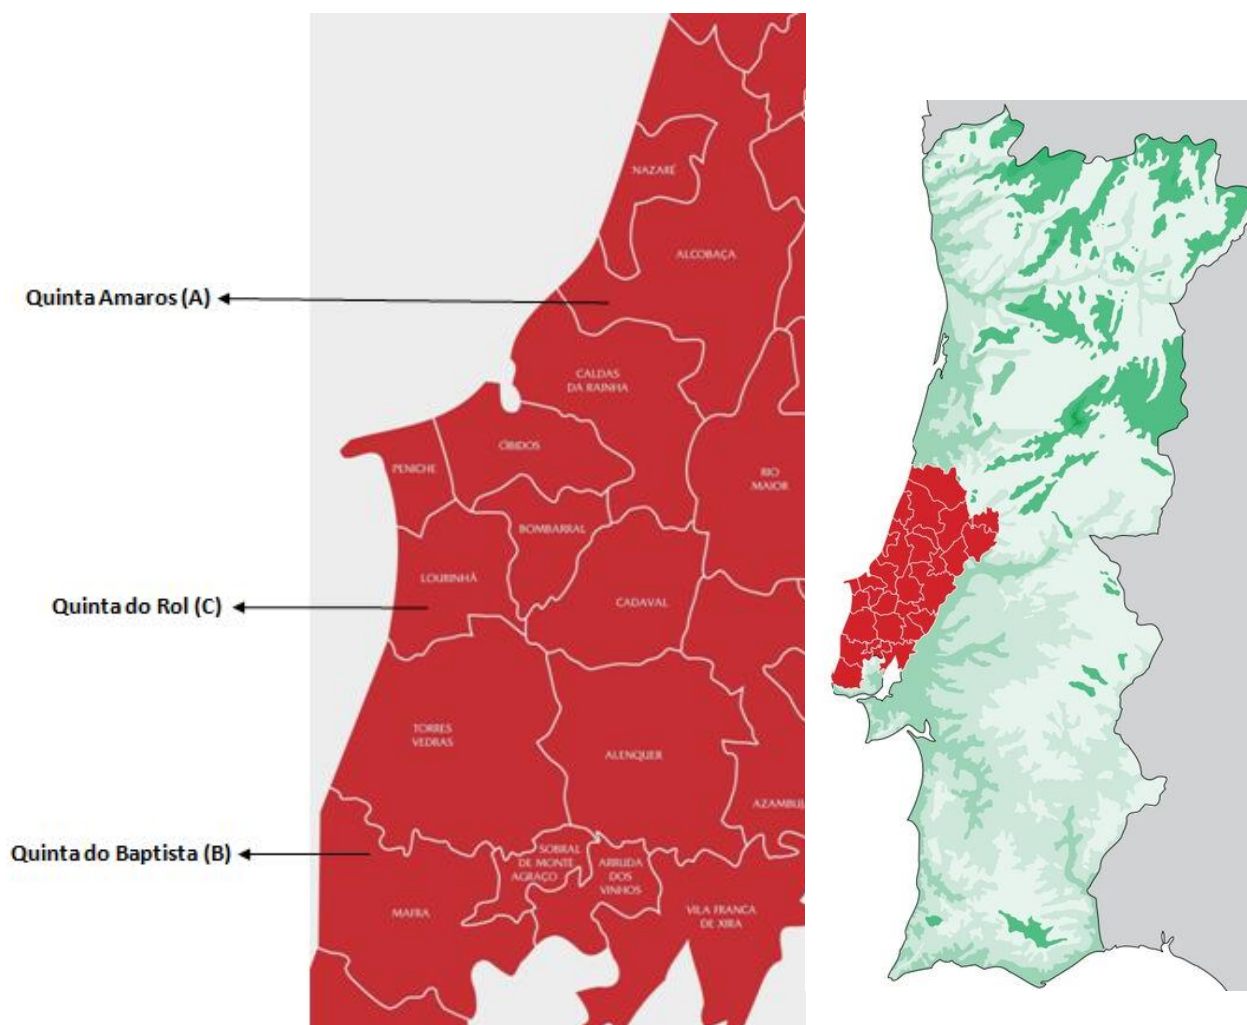 NAZARÉ
ALCOBAÇA
Quinta Amaros (A)
CALDAS
DA RAINHA
ÓBIDOS
PENICHE
RIO
MAIOR
BOMBARRAL
LOURINHÃ
CADAVAL
Quinta do Rol (C)
TORRES
VEDRAS
ALENQUER
AZAMBUJ
Quinta do Baptista (B)
SOBRAL
DE MONTE
AGRAÇO
ARRUDA
DOS
VINHOS
MAFRA
VILA FRANCA
DE XIRA